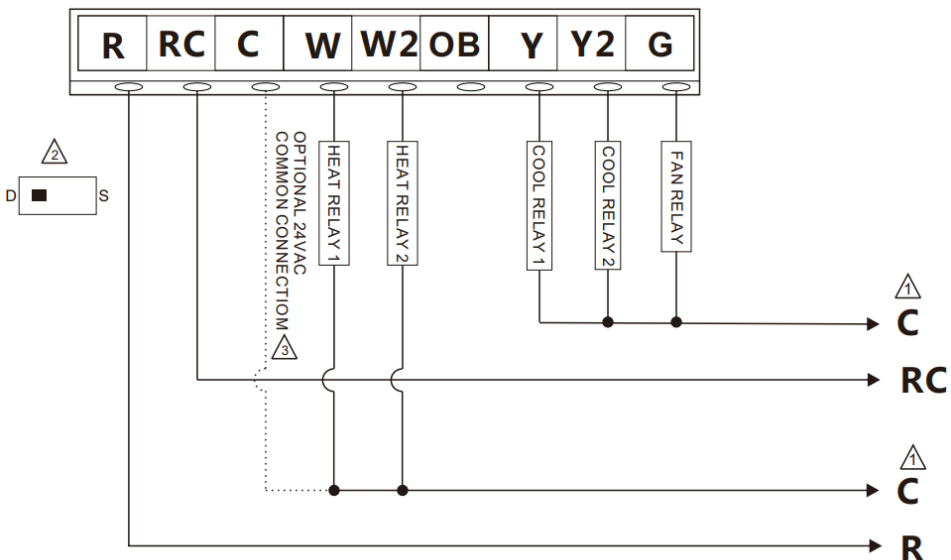 R RC C W W2 OB Y Y2 G
2
D S
OPTIONAL 24VAC
COMMON CONNECTIOM
3
HEAT RELAY 1
HEAT RELAY 2
COOL RELAY 1
COOL RELAY 2
FAN RELAY
1
C
RC
1
C
R